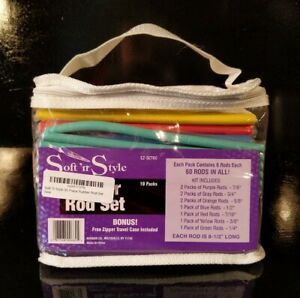 EZ-SET60
Soft 'n Style
Rod Set
10 Packs
BONUS!
Free Zipper Travel Case Included
Each Pack Contains 6 Rods Each
60 RODS IN ALL!
KIT INCLUDES:
2 Packs of Purple Rods - 7/8"
2 Packs of Gray Rods - 3/4"
2 Packs of Orange Rods - 5/8"
1 Pack of Blue Rods - 1/2"
1 Pack of Red Rods - 7/16"
1 Pack of Yellow Rods - 3/8"
1 Pack of Green Rods - 1/4"
EACH ROD IS 9-1/2" LONG